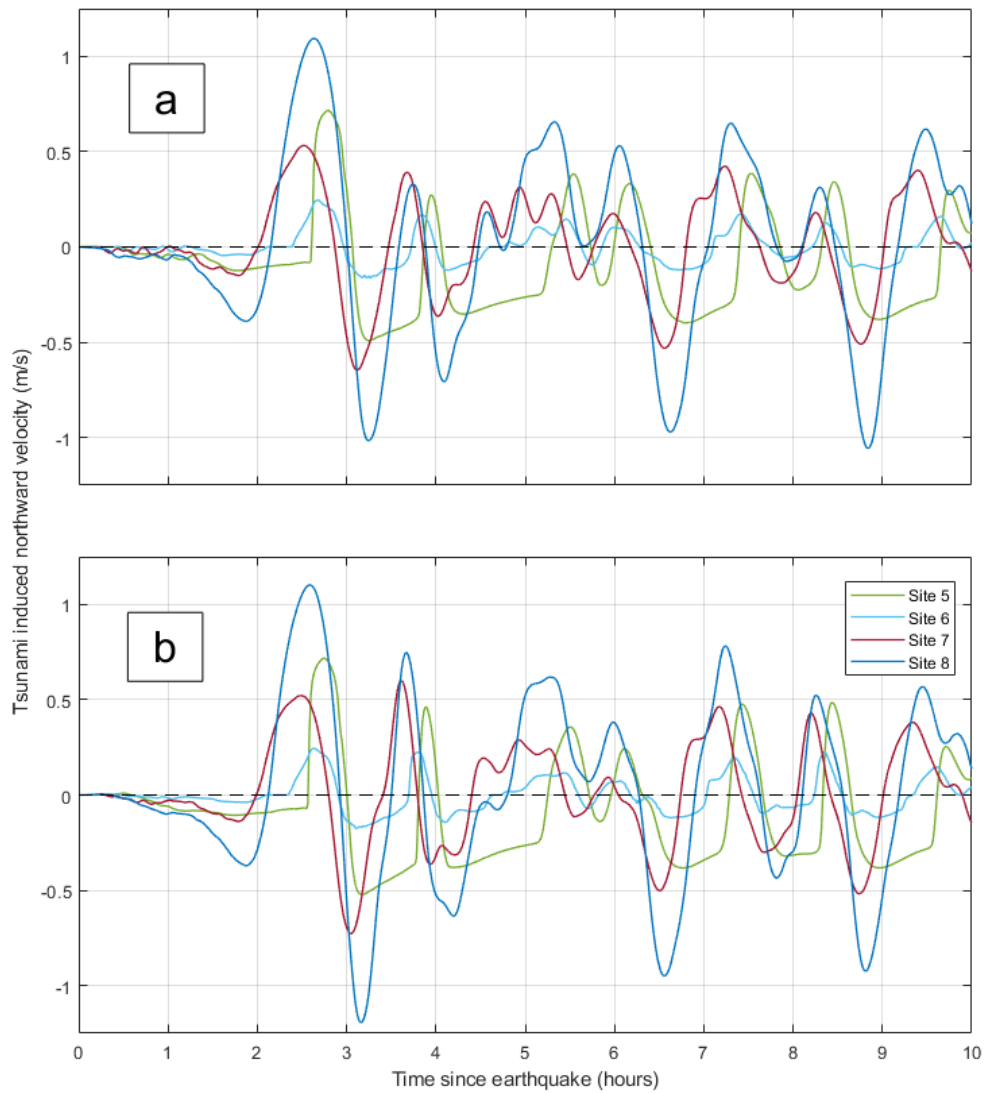 1
0.5
0
-0.5
-1
a
Tsunami induced northward velocity (m/s)
1
0.5
0
-0.5
-1
b
Site 5
Site 6
Site 7
Site 8
0 1 2 3 4 5 6 7 8 9 10
Time since earthquake (hours)